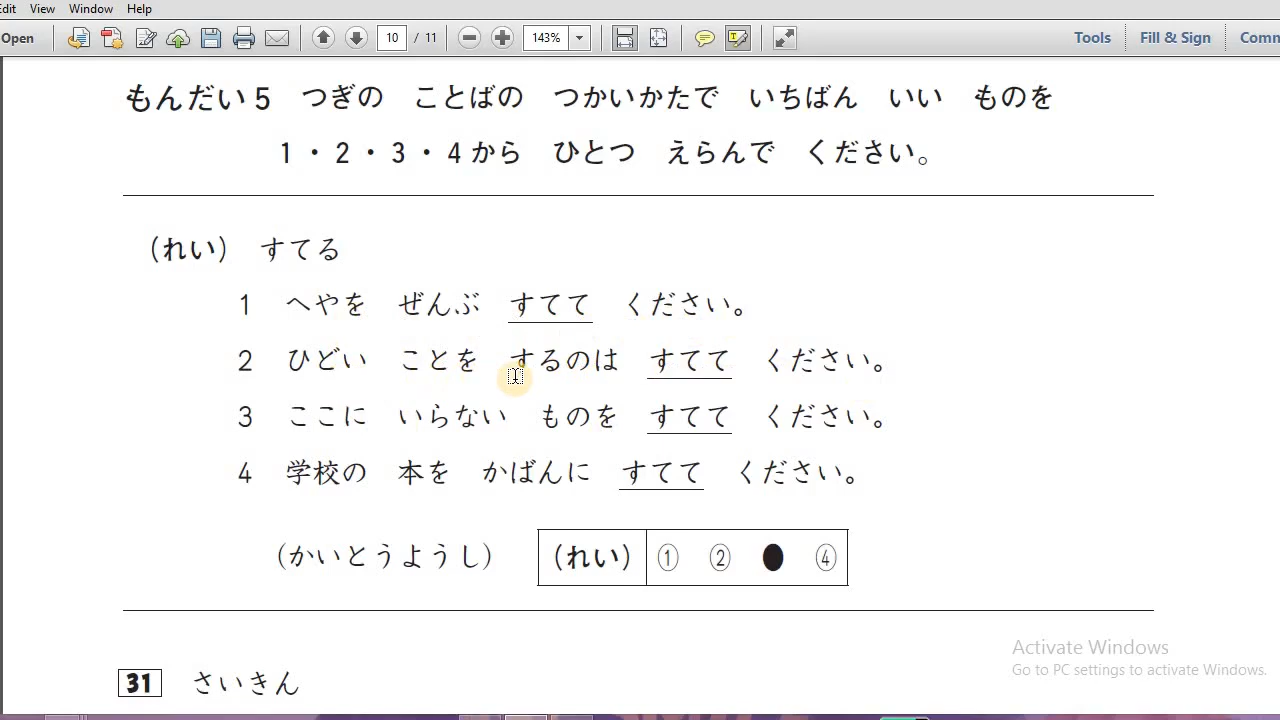 Edit View Window Help
Open 10 / 11 143% Tools Fill & Sign
もんだい5 つぎの ことばの つかいかたで いちばん いい ものを
1・2・3・4から ひとつ えらんで ください。
(れい) すてる
1 へやを ぜんぶ すてて ください。
2 ひどい ことを するのは すてて ください。
3 ここに いらない ものを すてて ください。
4 学校の 本を かばんに すてて ください。
(かいとうようし) (れい) ① ② ● ④
Activate Windows
Go to PC settings to activate Windows.
31 さいきん